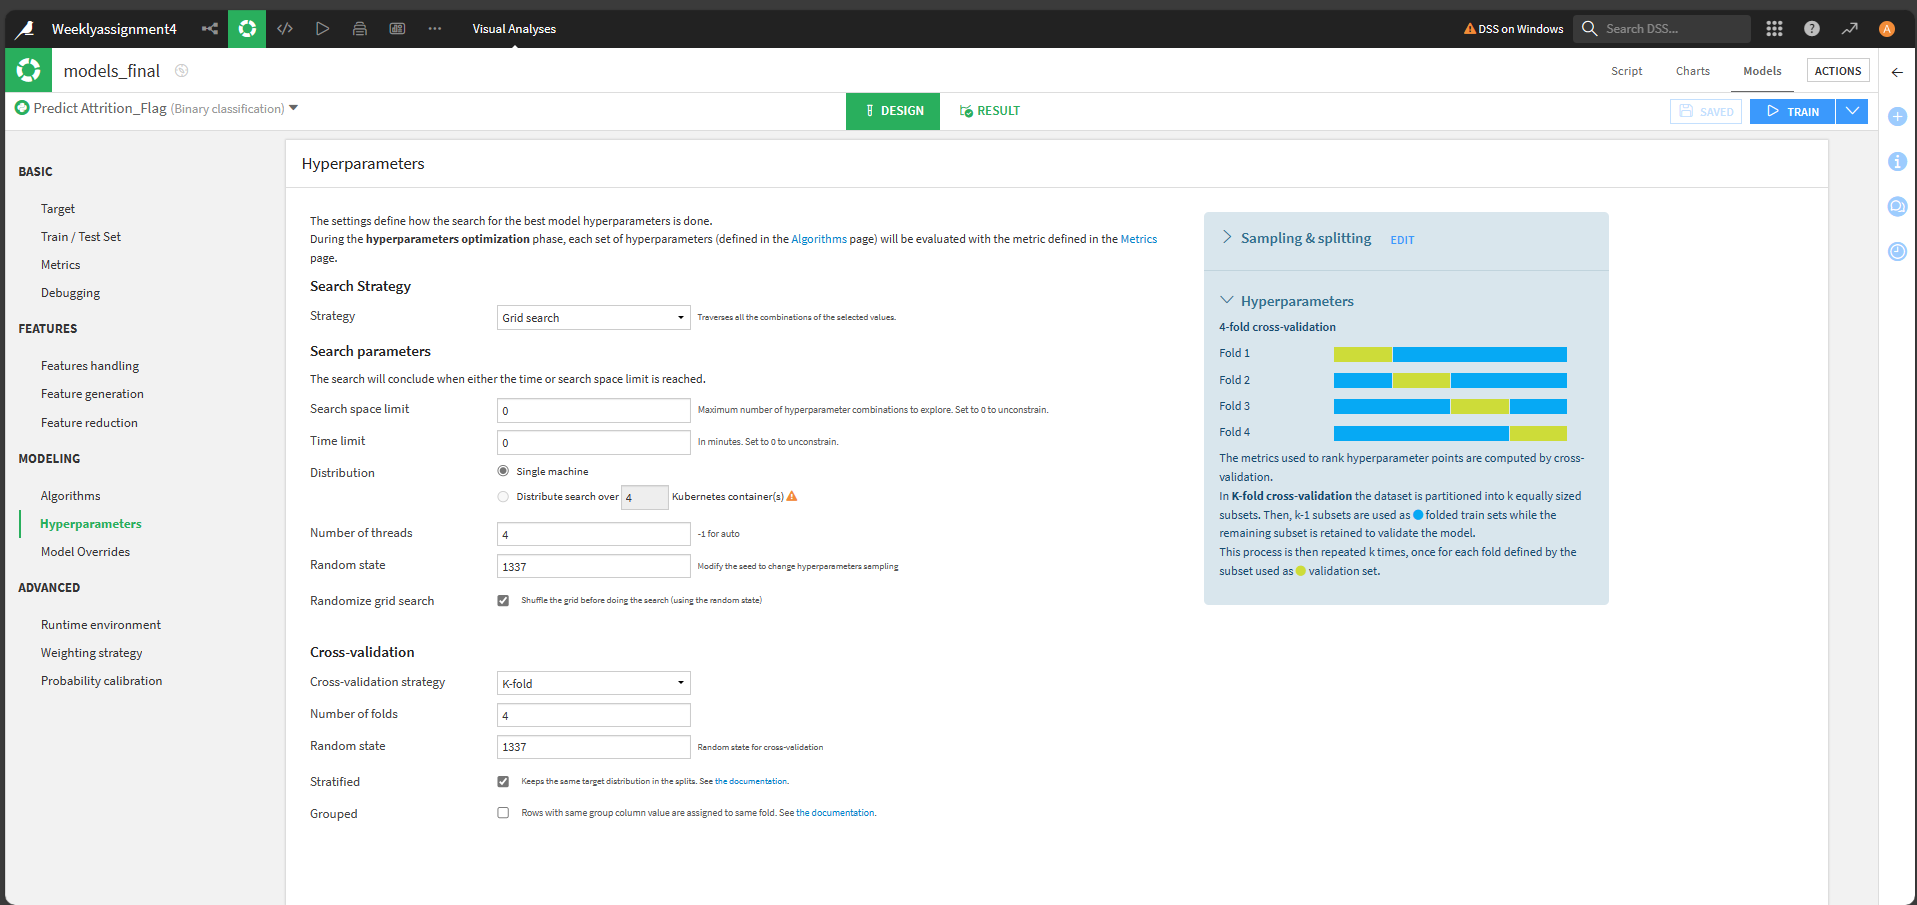 Weeklyassignment4
Visual Analyses
DSS on Windows
Search DSS...
A
models_final
Script
Charts
Models
ACTIONS
Predict Attrition_Flag (Binary classification)
DESIGN
RESULT
SAVED
TRAIN
BASIC
Target
Train / Test Set
Metrics
Debugging
FEATURES
Features handling
Feature generation
Feature reduction
MODELING
Algorithms
Hyperparameters
Model Overrides
ADVANCED
Runtime environment
Weighting strategy
Probability calibration
Hyperparameters
The settings define how the search for the best model hyperparameters is done.
During the hyperparameters optimization phase, each set of hyperparameters (defined in the Algorithms page) will be evaluated with the metric defined in the Metrics
page.
Search Strategy
Strategy
Grid search
Traverses all the combinations of the selected values.
Search parameters
The search will conclude when either the time or search space limit is reached.
Search space limit
0
Maximum number of hyperparameter combinations to explore. Set to 0 to unconstrain.
Time limit
0
In minutes. Set to 0 to unconstrain.
Distribution
Single machine
Distribute search over 4 Kubernetes container(s)
Number of threads
4
-1 for auto
Random state
1337
Modify the seed to change hyperparameters sampling
Randomize grid search
Shuffle the grid before doing the search (using the random state)
Cross-validation
Cross-validation strategy
K-fold
Number of folds
4
Random state
1337
Random state for cross-validation
Stratified
Keeps the same target distribution in the splits. See the documentation.
Grouped
Rows with same group column value are assigned to same fold. See the documentation.
Sampling & splitting
EDIT
Hyperparameters
4-fold cross-validation
Fold 1
Fold 2
Fold 3
Fold 4
The metrics used to rank hyperparameter points are computed by cross-
validation.
In K-fold cross-validation the dataset is partitioned into k equally sized
subsets. Then, k-1 subsets are used as folded train sets while the
remaining subset is retained to validate the model.
This process is then repeated k times, once for each fold defined by the
subset used as validation set.